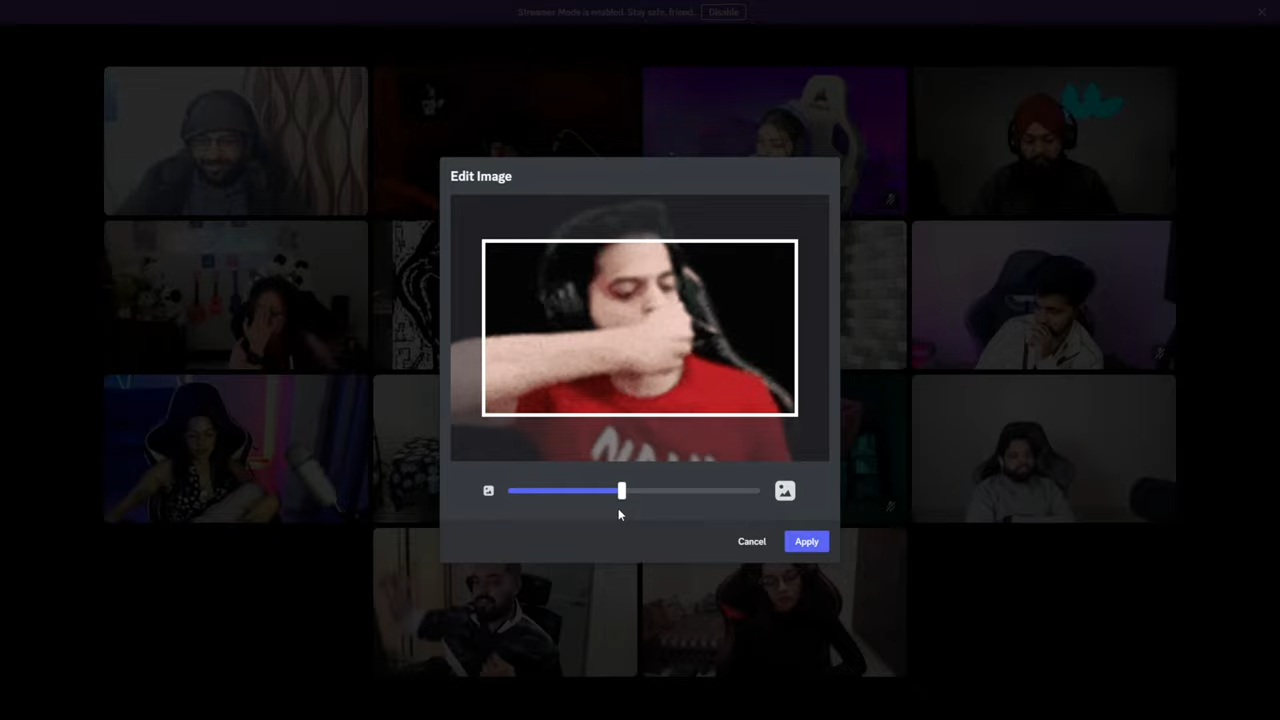 Streamer Mode is enabled. Stay safe, friend. Disable
Edit Image
Cancel Apply